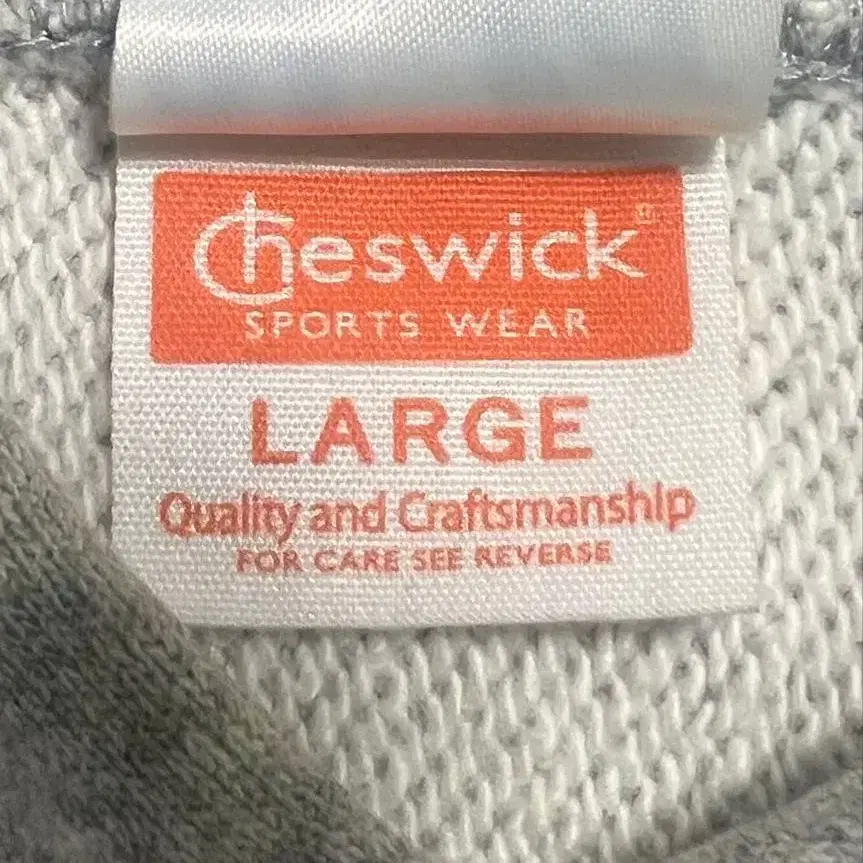 Cheswick®
SPORTS WEAR
LARGE
Quality and Craftsmanship
FOR CARE SEE REVERSE